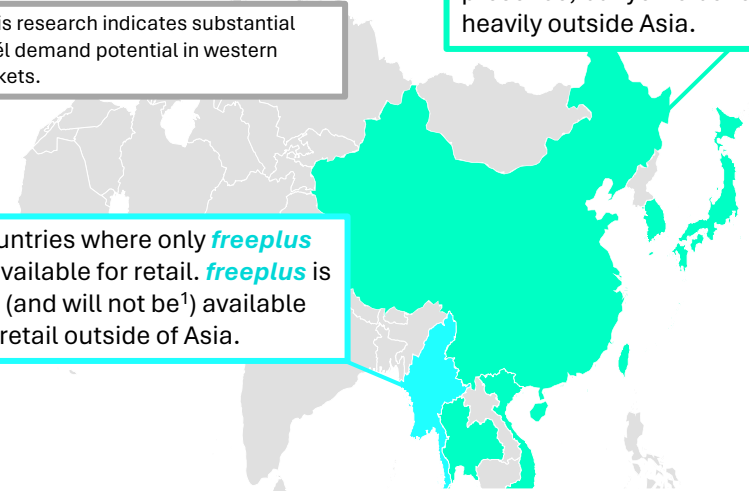 is research indicates substantial
él demand potential in western
kets.
heavily outside Asia.
untries where only freeplus
vailable for retail. freeplus is
(and will not be¹) available
retail outside of Asia.